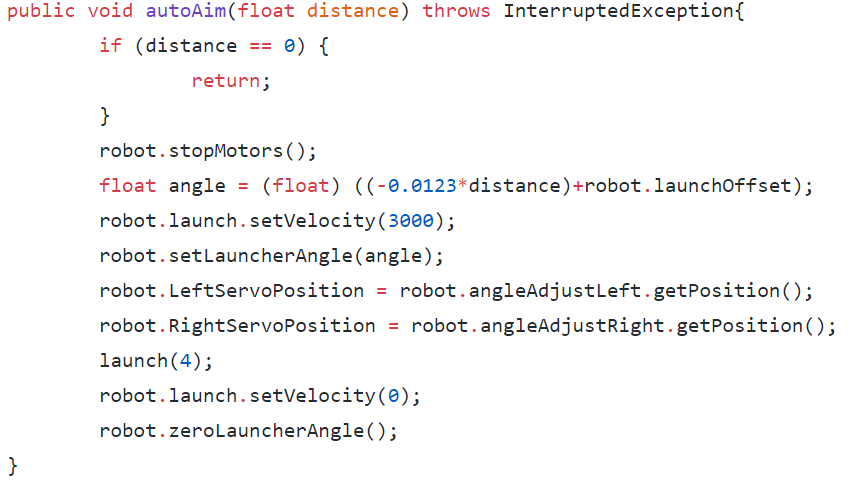 public void autoAim(float distance) throws InterruptedException{
        if (distance == 0) {
                return;
        }
        robot.stopMotors();
        float angle = (float) ((-0.0123*distance)+robot.launchOffset);
        robot.launch.setVelocity(3000);
        robot.setLauncherAngle(angle);
        robot.LeftServoPosition = robot.angleAdjustLeft.getPosition();
        robot.RightServoPosition = robot.angleAdjustRight.getPosition();
        launch(4);
        robot.launch.setVelocity(0);
        robot.zeroLauncherAngle();
}